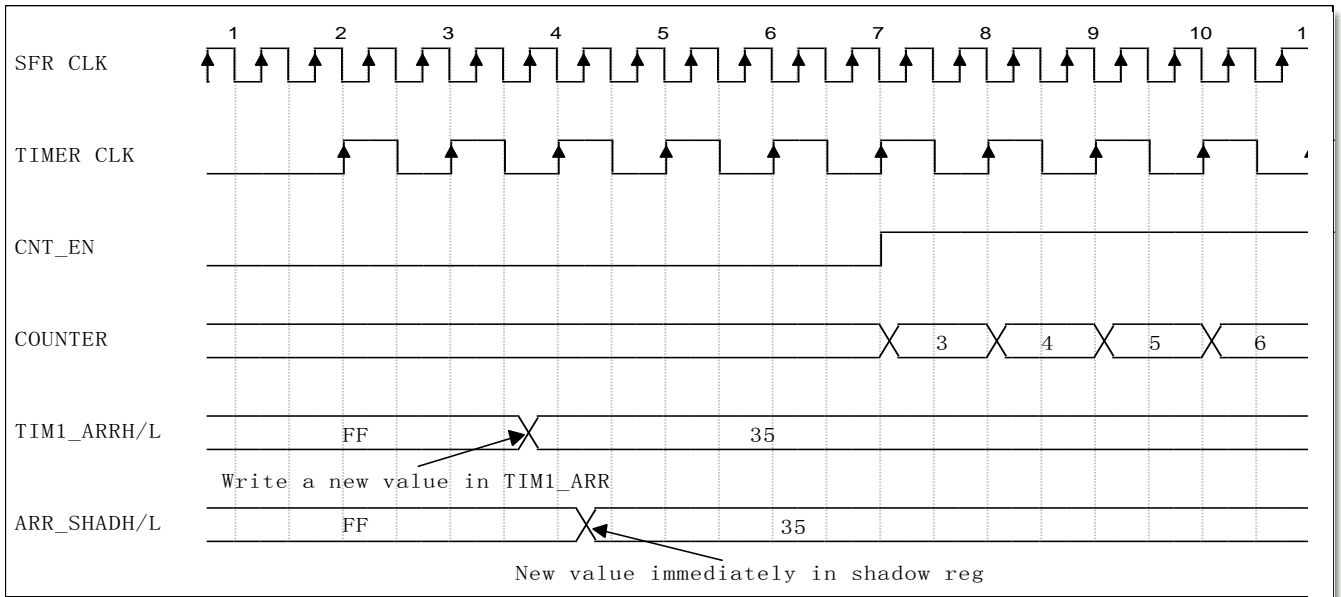 1 2 3 4 5 6 7 8 9 10 1
SFR CLK
TIMER CLK
CNT_EN
COUNTER 3 4 5 6
TIM1_ARRH/L FF 35
Write a new value in TIM1_ARR
ARR_SHADH/L FF 35
New value immediately in shadow reg